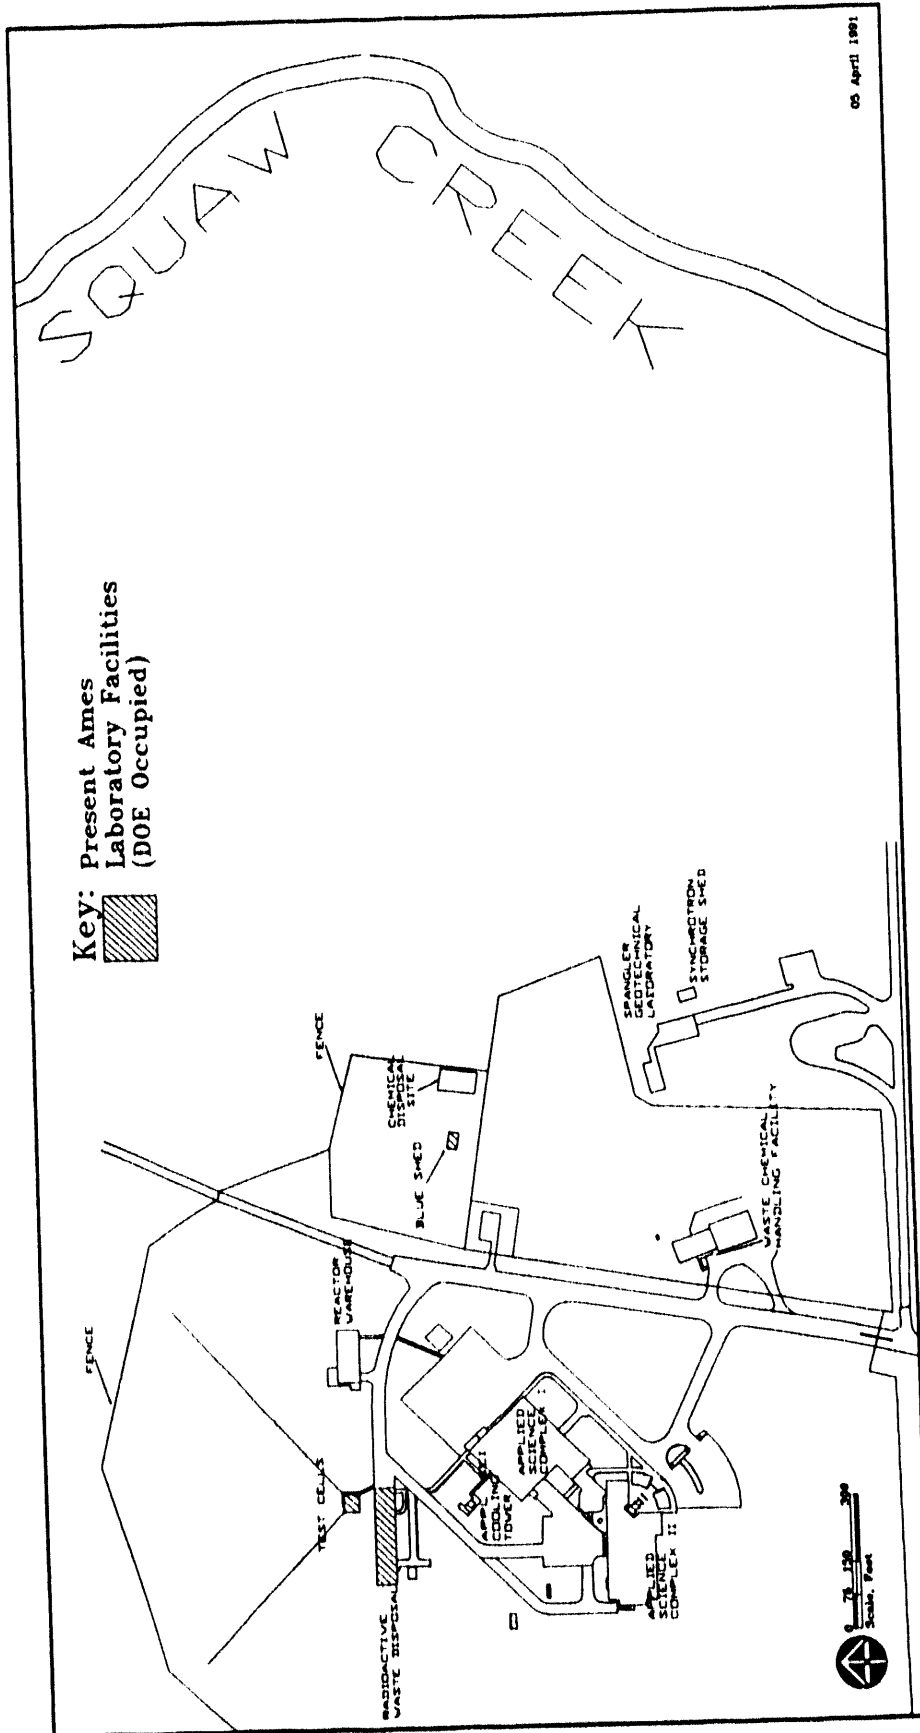 SQUAW CREEK
05 April 1991
Key: Present Ames
Laboratory Facilities
(DOE Occupied)
FENCE
FENCE
CHEMICAL
DISPOSAL
SITE
BLUE SHED
REACTOR
WAREHOUSE
TEST CELLS
RADIOACTIVE
WASTE DISPOSAL
COOLING
TOWER
APPLIED
SCIENCE
COMPLEX I
APPLIED
SCIENCE
COMPLEX II
SPANGLER
GEOTECHNICAL
LABORATORY
SYNCHROTRON
STORAGE SHED
WASTE CHEMICAL
HANDLING FACILITY
0 75 150 300
Scale, Feet